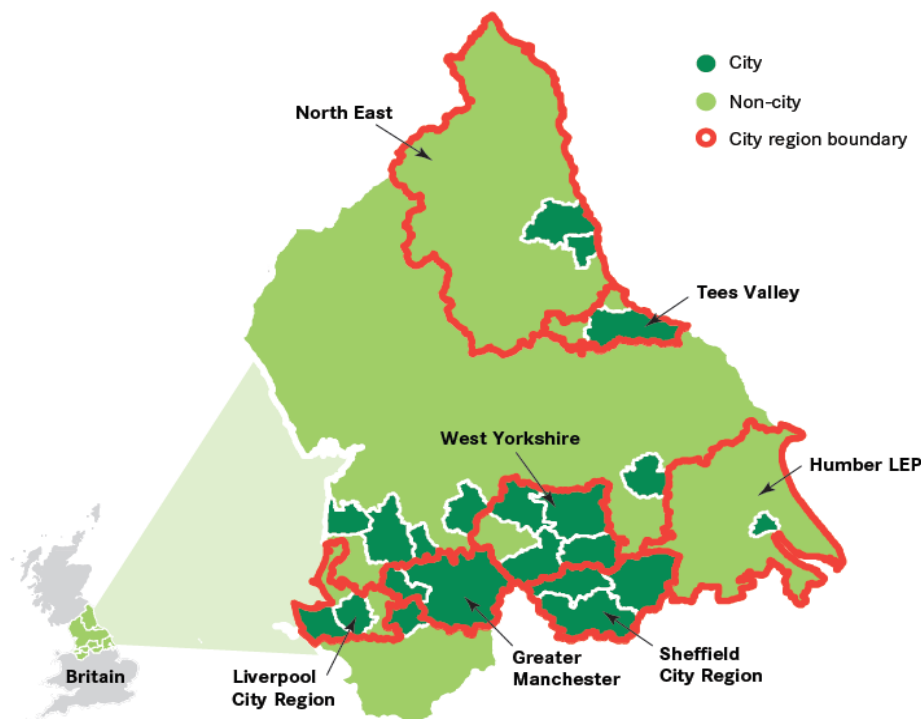 City
Non-city
City region boundary
North East
Tees Valley
West Yorkshire
Humber LEP
Liverpool
City Region
Greater
Manchester
Sheffield
City Region
Britain